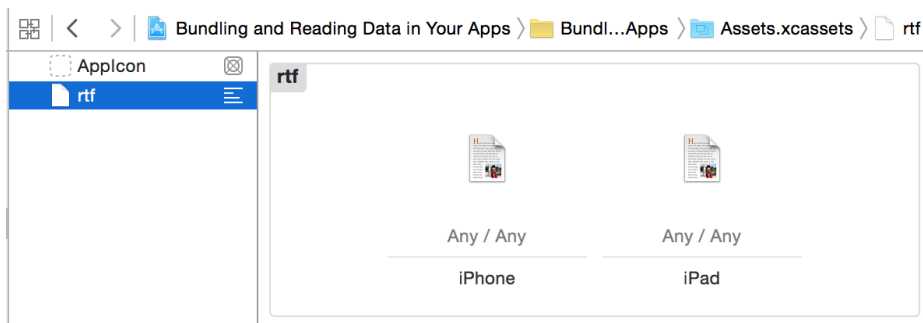 Bundling and Reading Data in Your Apps Bundl...Apps Assets.xcassets rtf
AppIcon
rtf
rtf
Any / Any Any / Any
iPhone iPad